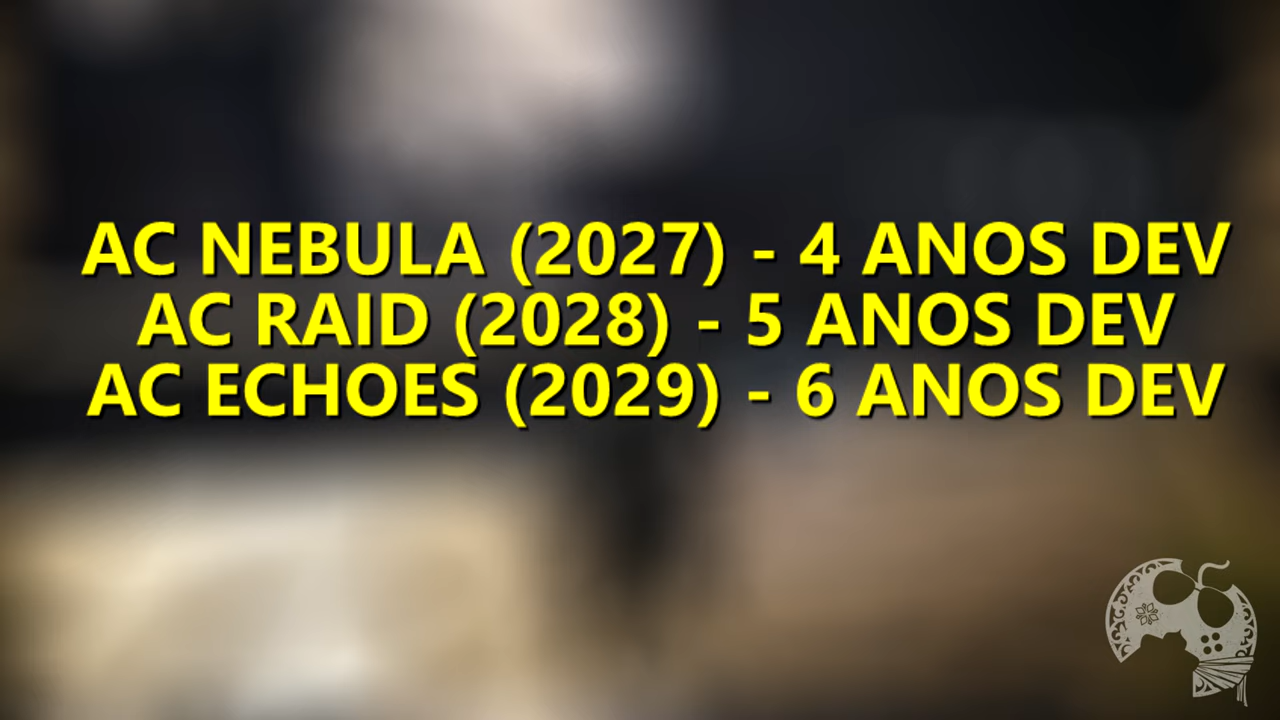 AC NEBULA (2027) - 4 ANOS DEV
AC RAID (2028) - 5 ANOS DEV
AC ECHOES (2029) - 6 ANOS DEV